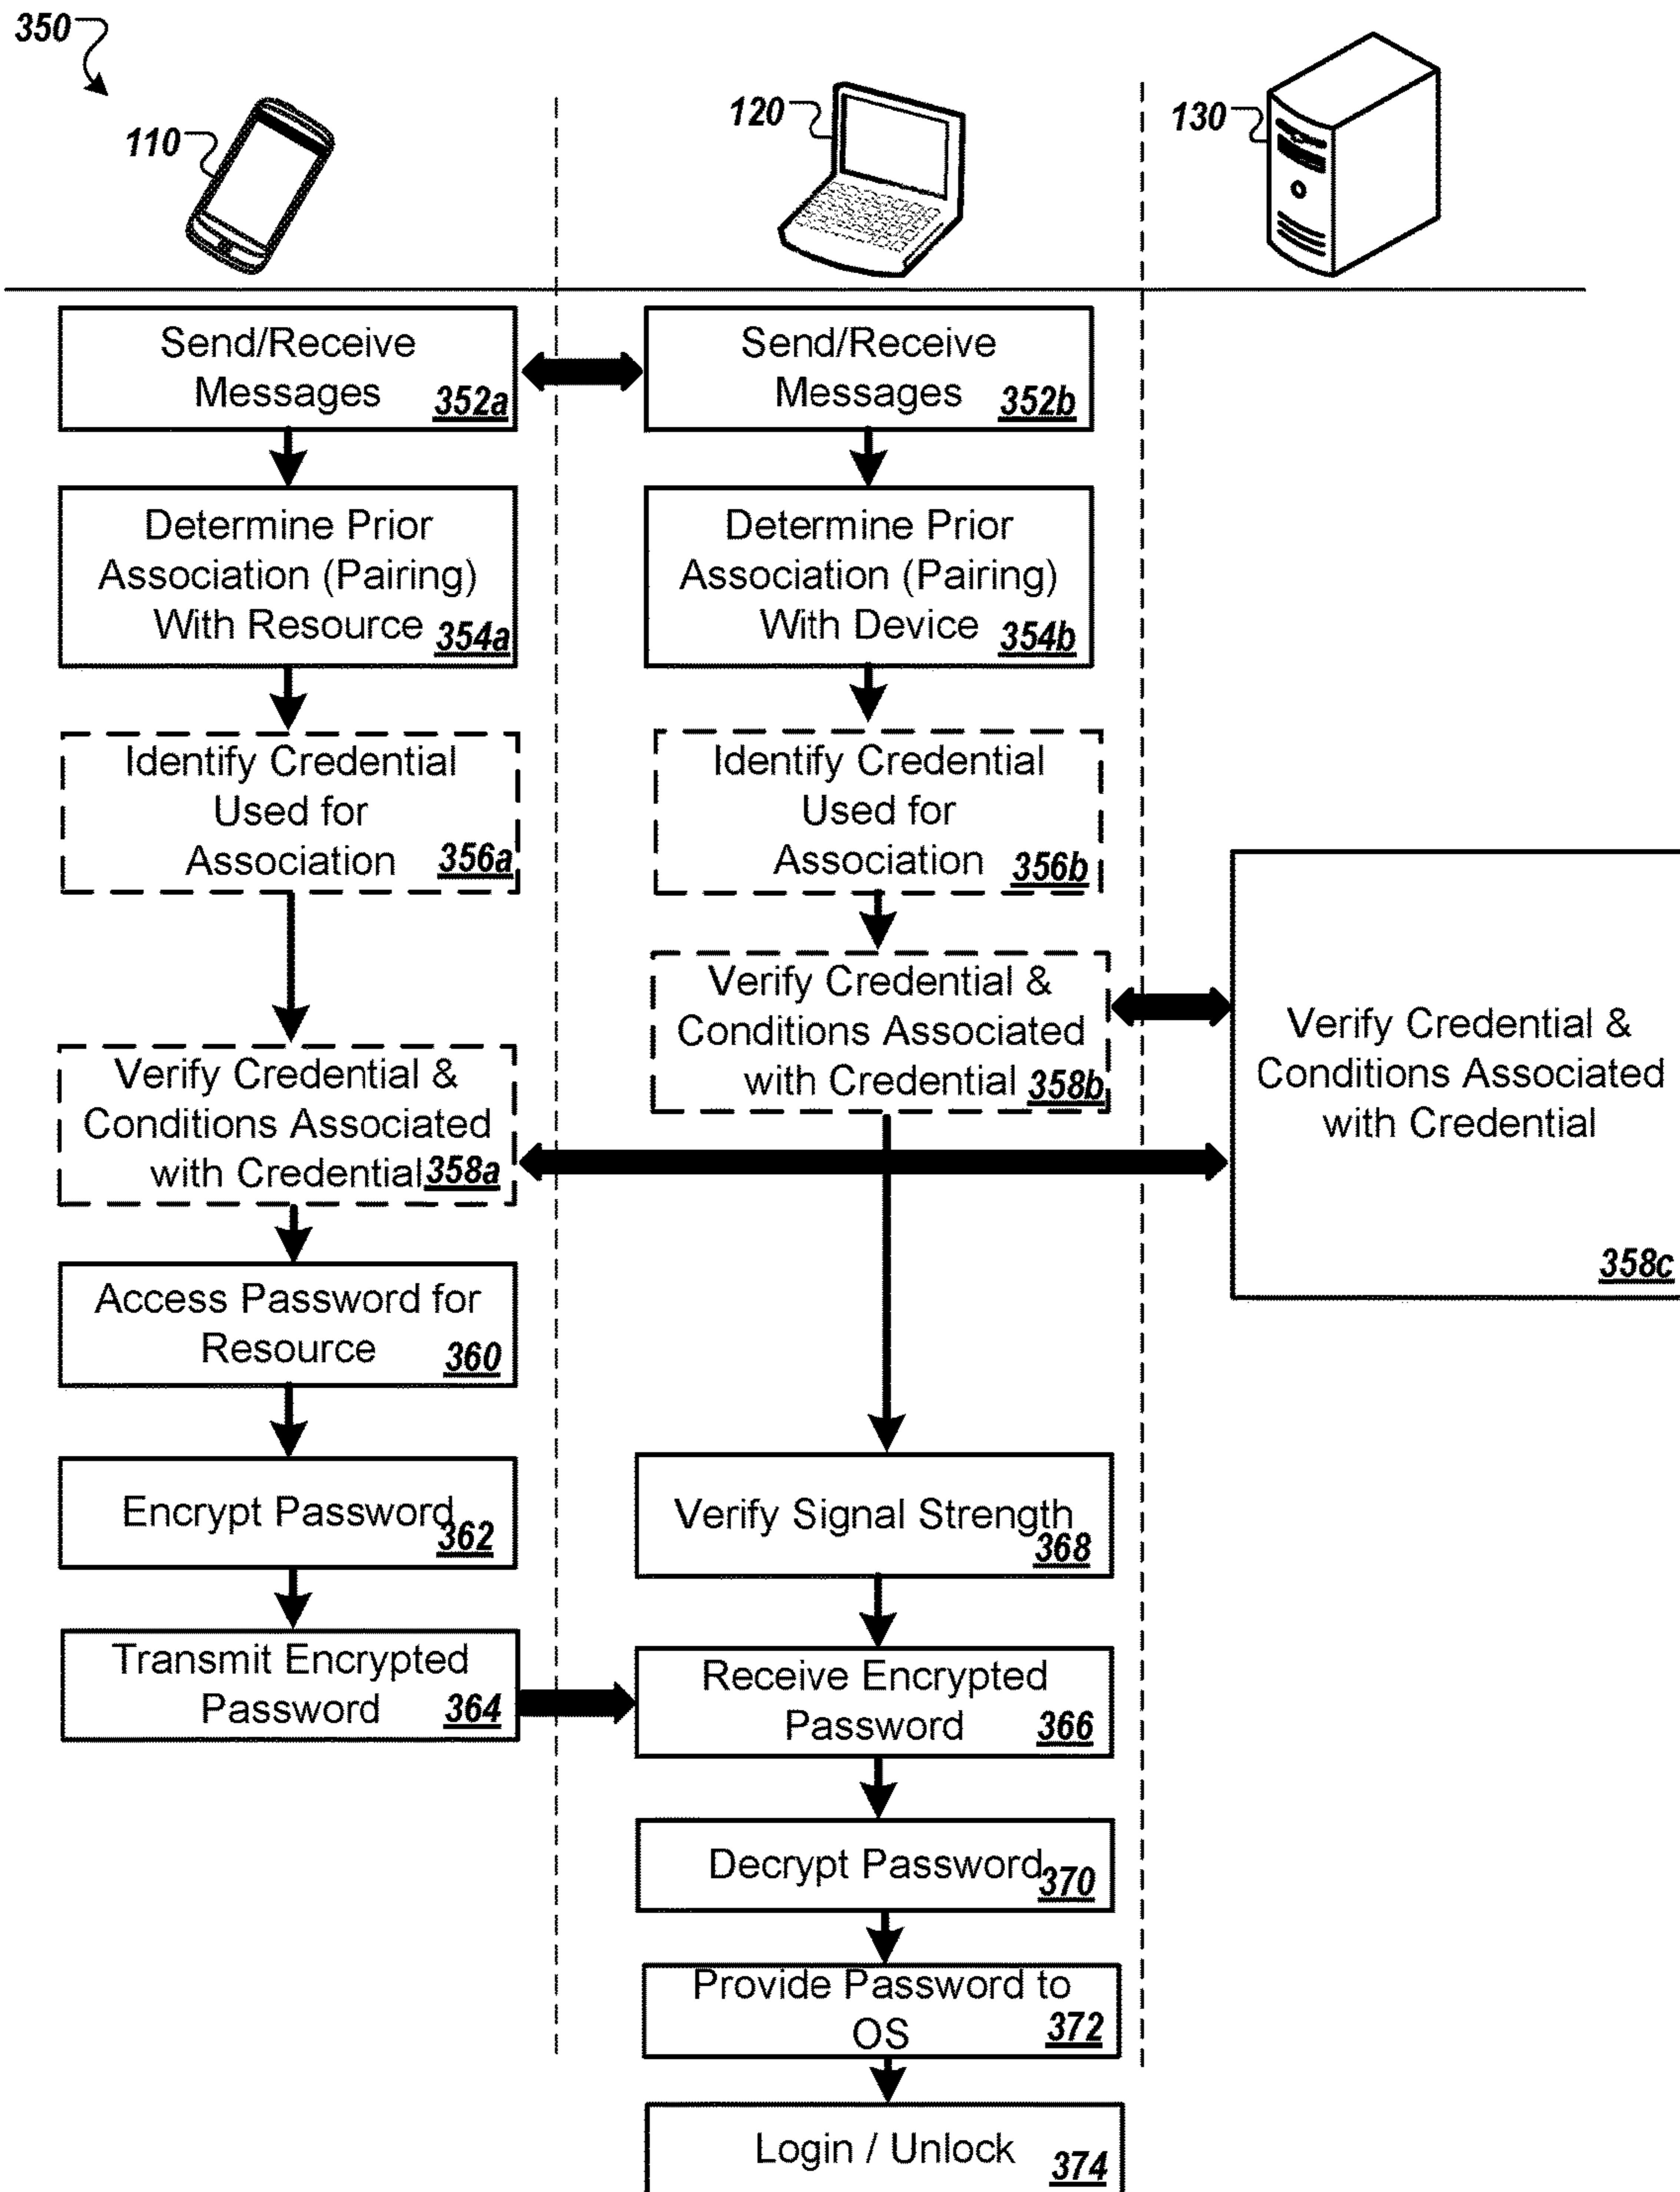 350
110
120
130
Send/Receive
Messages 352a
Send/Receive
Messages 352b
Determine Prior
Association (Pairing)
With Resource 354a
Determine Prior
Association (Pairing)
With Device 354b
Identify Credential
Used for
Association 356a
Identify Credential
Used for
Association 356b
Verify Credential &
Conditions Associated
with Credential 358b
Verify Credential &
Conditions Associated
with Credential
358c
Verify Credential &
Conditions Associated
with Credential 358a
Access Password for
Resource 360
Encrypt Password 362
Verify Signal Strength
368
Transmit Encrypted
Password 364
Receive Encrypted
Password 366
Decrypt Password 370
Provide Password to
OS 372
Login / Unlock 374